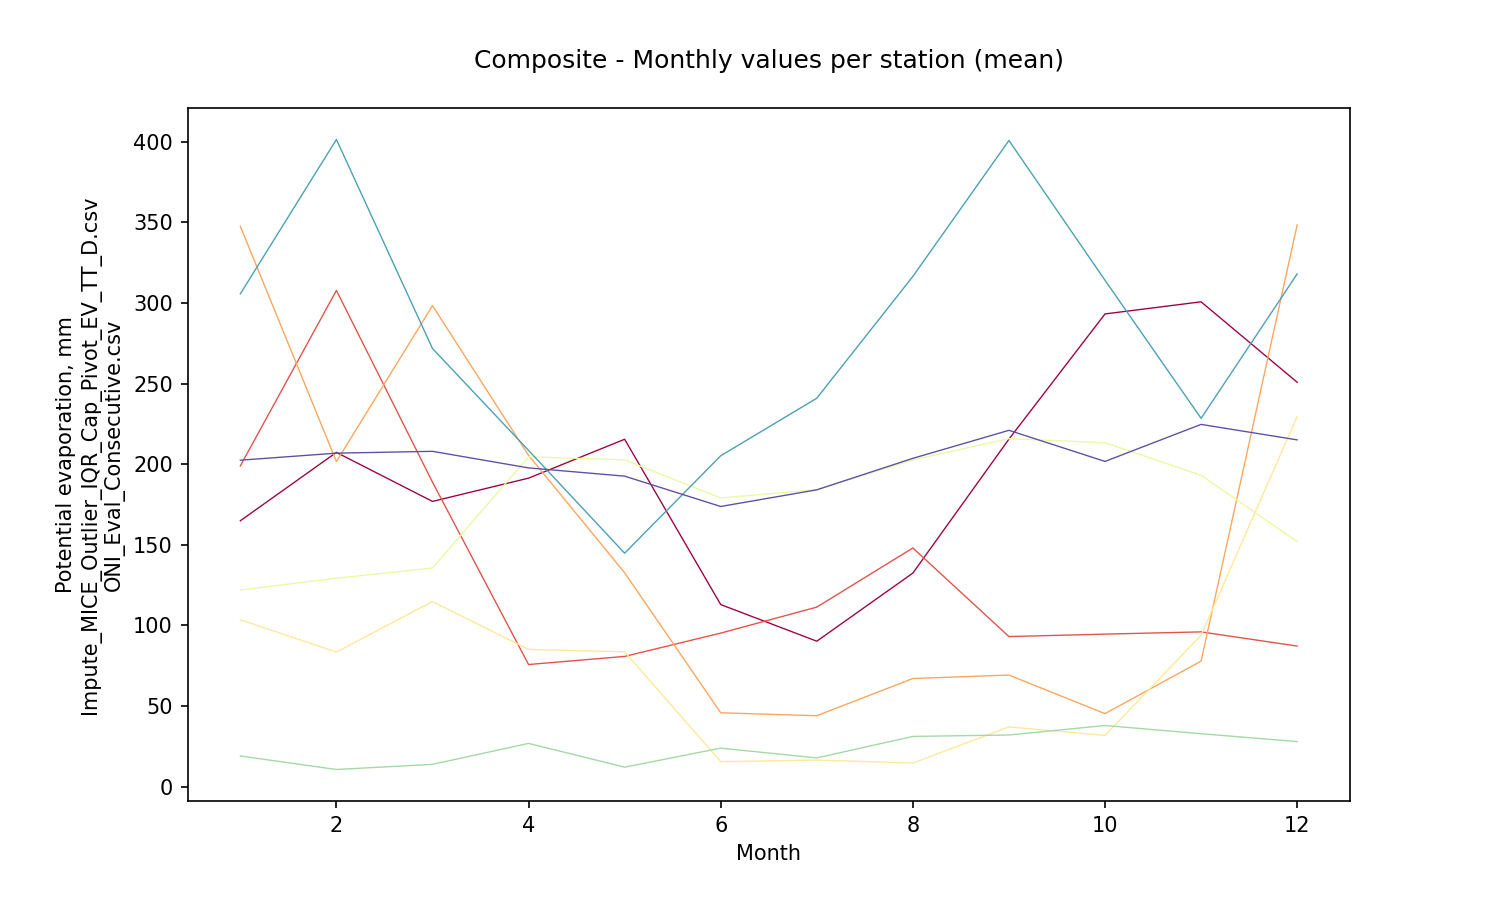 Composite - Monthly values per station (mean)
Potential evaporation, mm
Impute_MICE_Outlier_IQR_Cap_Pivot_EV_TT_D.csv
ONI_Eval_Consecutive.csv
400
350
300
250
200
150
100
50
0
2 4 6 8 10 12
Month